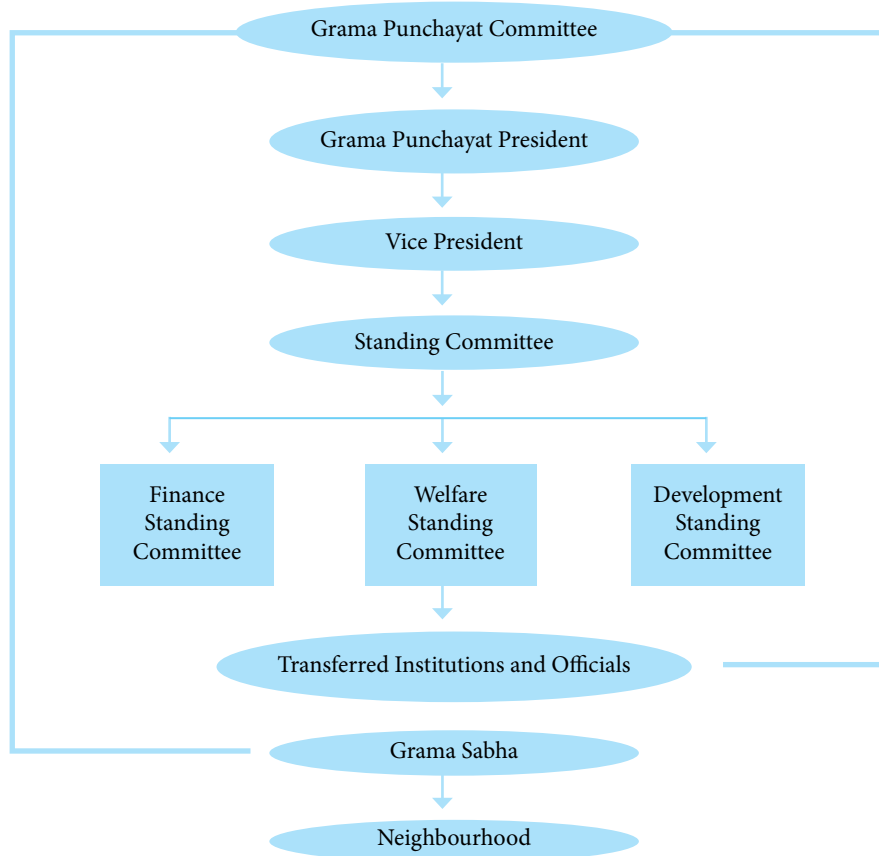 Grama Punchayat Committee
Grama Punchayat President
Vice President
Standing Committee
Finance
Standing
Committee
Welfare
Standing
Committee
Development
Standing
Committee
Transferred Institutions and Officials
Grama Sabha
Neighbourhood